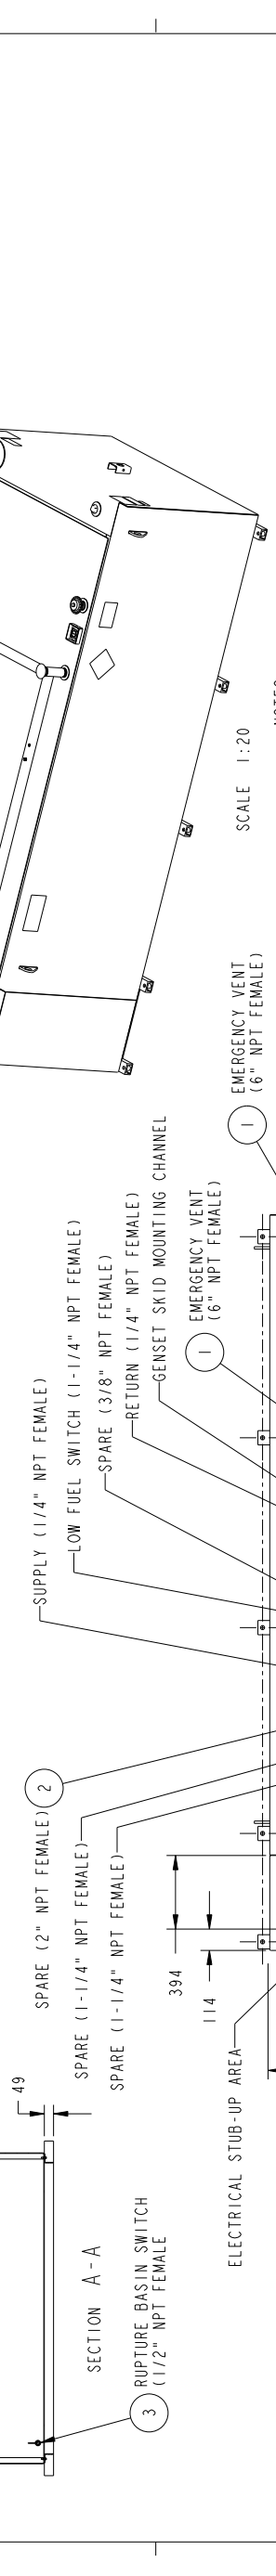 SCALE 1:20
EMERGENCY VENT
(6" NPT FEMALE)
1
EMERGENCY VENT
(6" NPT FEMALE)
1
GENSET SKID MOUNTING CHANNEL
RETURN (1/4" NPT FEMALE)
SPARE (3/8" NPT FEMALE)
LOW FUEL SWITCH (1-1/4" NPT FEMALE)
SUPPLY (1/4" NPT FEMALE)
2
SPARE (2" NPT FEMALE)
SPARE (1-1/4" NPT FEMALE)
SPARE (1-1/4" NPT FEMALE)
394
114
ELECTRICAL STUB-UP AREA
49
SECTION A-A
RUPTURE BASIN SWITCH
(1/2" NPT FEMALE
3